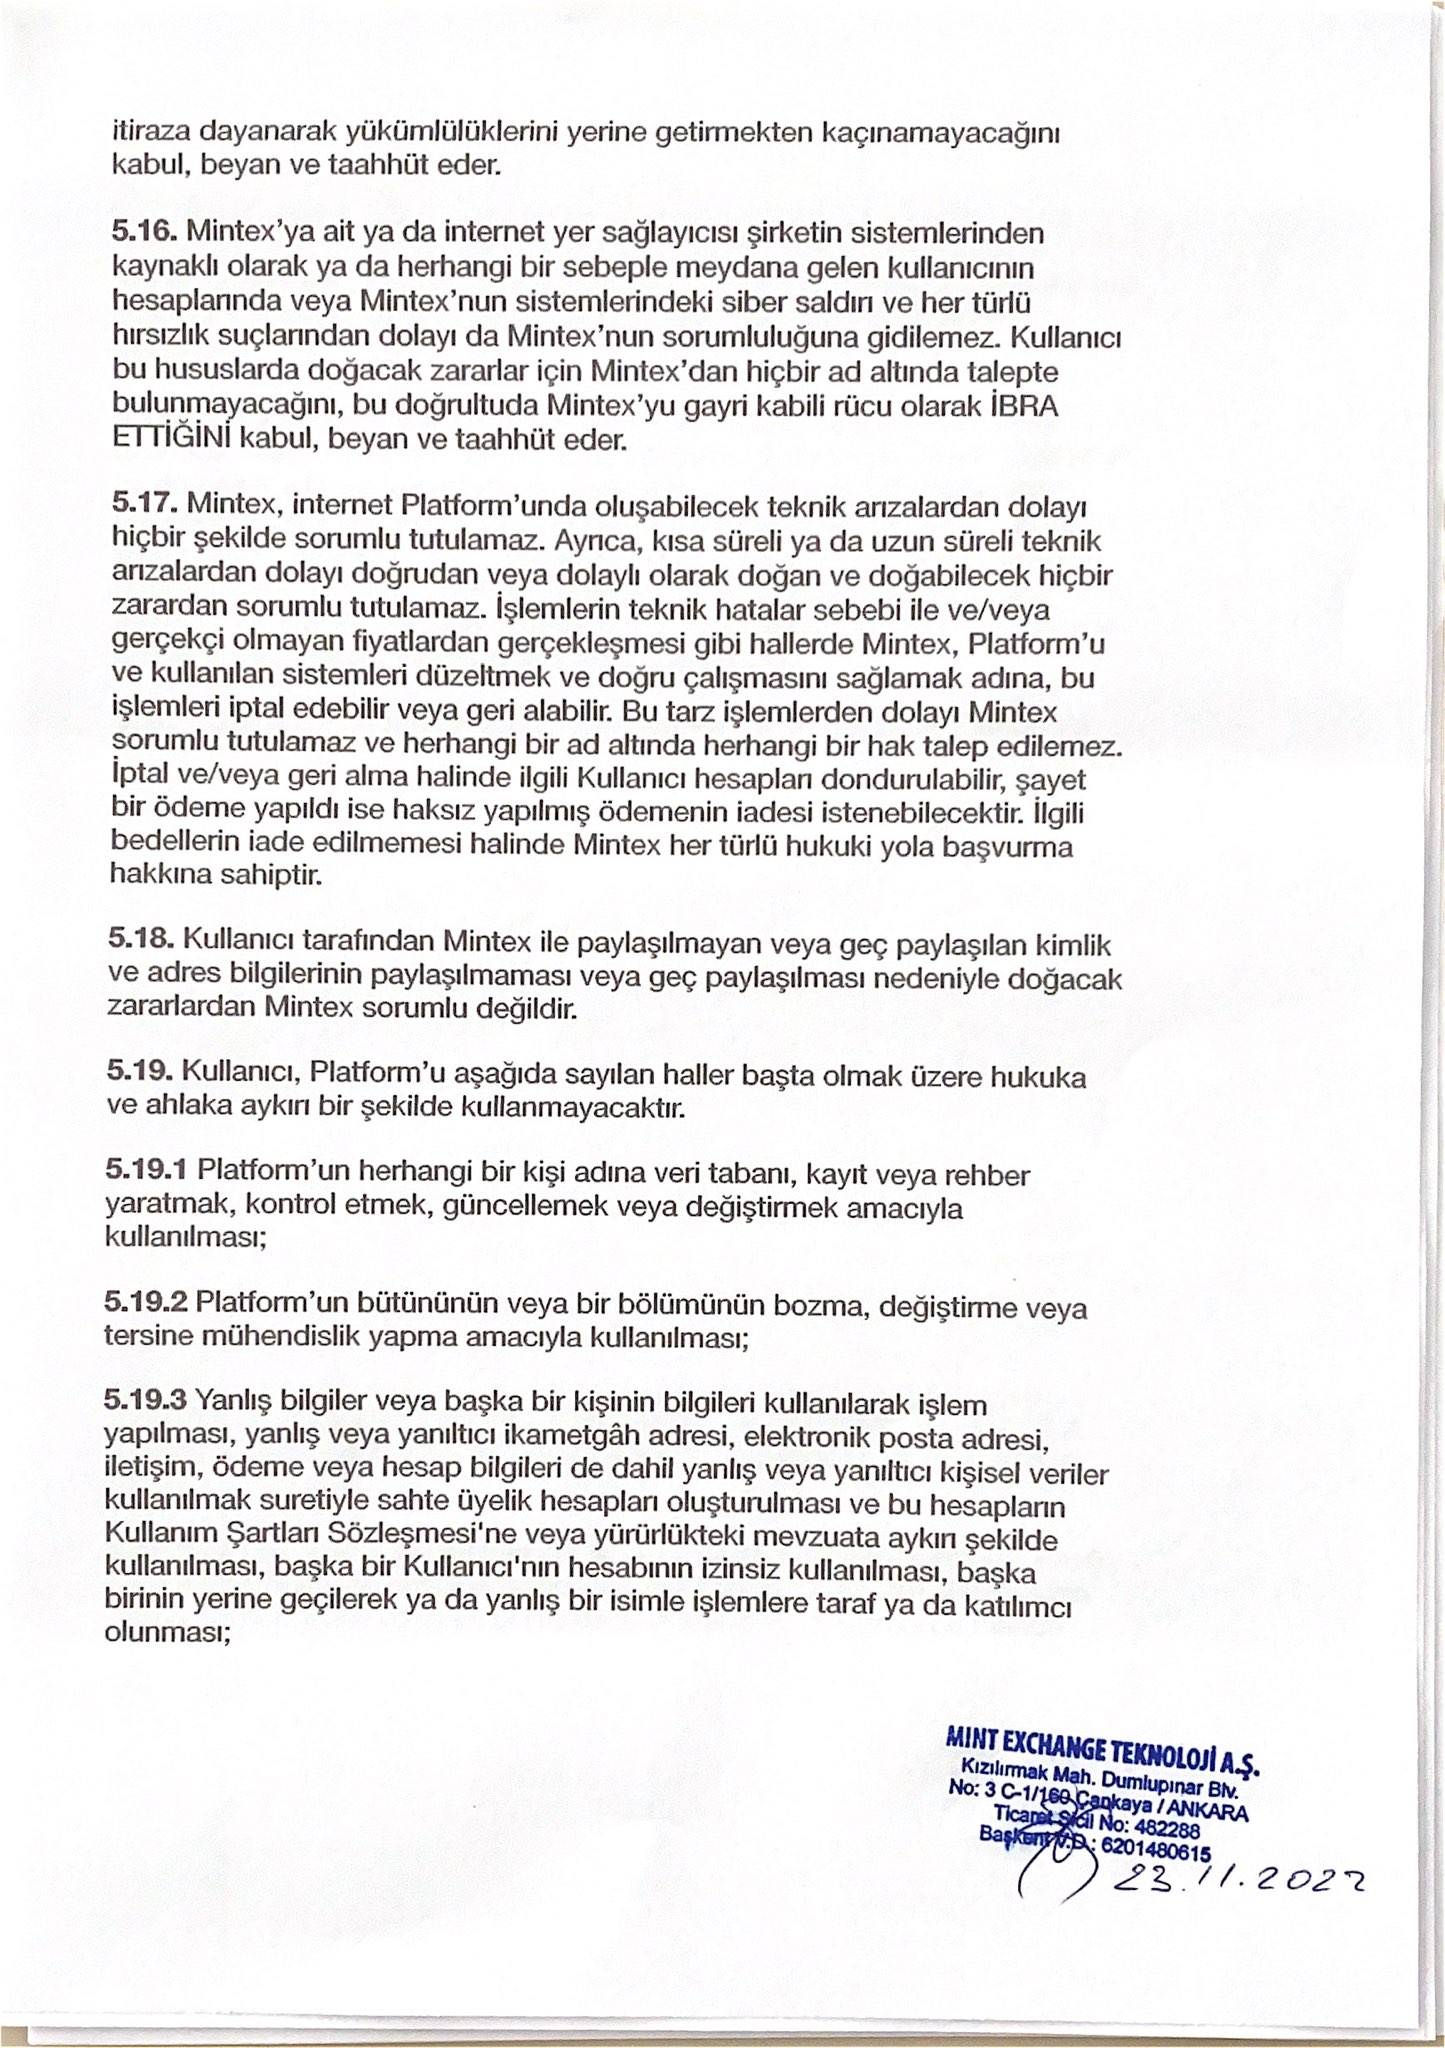 itiraza dayanarak yükümlülüklerini yerine getirmekten kaçınamayacağını
kabul, beyan ve taahhüt eder.
5.16. Mintex'ya ait ya da internet yer sağlayıcısı şirketin sistemlerinden
kaynaklı olarak ya da herhangi bir sebeple meydana gelen kullanıcının
hesaplarında veya Mintex'nun sistemlerindeki siber saldırı ve her türlü
hırsızlık suçlarından dolayı da Mintex'nun sorumluluğuna gidilemez. Kullanıcı
bu hususlarda doğacak zararlar için Mintex'dan hiçbir ad altında talepte
bulunmayacağını, bu doğrultuda Mintex'yu gayri kabili rücu olarak İBRA
ETTİĞİNİ kabul, beyan ve taahhüt eder.
5.17. Mintex, internet Platform'unda oluşabilecek teknik arızalardan dolayı
hiçbir şekilde sorumlu tutulamaz. Ayrıca, kısa süreli ya da uzun süreli teknik
arızalardan dolayı doğrudan veya dolaylı olarak doğan ve doğabilecek hiçbir
zarardan sorumlu tutulamaz. İşlemlerin teknik hatalar sebebi ile ve/veya
gerçekçi olmayan fiyatlardan gerçekleşmesi gibi hallerde Mintex, Platform'u
ve kullanılan sistemleri düzeltmek ve doğru çalışmasını sağlamak adına, bu
işlemleri iptal edebilir veya geri alabilir. Bu tarz işlemlerden dolayı Mintex
sorumlu tutulamaz ve herhangi bir ad altında herhangi bir hak talep edilemez.
İptal ve/veya geri alma halinde ilgili Kullanıcı hesapları dondurulabilir, şayet
bir ödeme yapıldı ise haksız yapılmış ödemenin iadesi istenebilecektir. İlgili
bedellerin iade edilmemesi halinde Mintex her türlü hukuki yola başvurma
hakkına sahiptir.
5.18. Kullanıcı tarafından Mintex ile paylaşılmayan veya geç paylaşılan kimlik
ve adres bilgilerinin paylaşılmaması veya geç paylaşılması nedeniyle doğacak
zararlardan Mintex sorumlu değildir.
5.19. Kullanıcı, Platform'u aşağıda sayılan haller başta olmak üzere hukuka
ve ahlaka aykırı bir şekilde kullanmayacaktır.
5.19.1 Platform'un herhangi bir kişi adına veri tabanı, kayıt veya rehber
yaratmak, kontrol etmek, güncellemek veya değiştirmek amacıyla
kullanılması;
5.19.2 Platform'un bütününün veya bir bölümünün bozma, değiştirme veya
tersine mühendislik yapma amacıyla kullanılması;
5.19.3 Yanlış bilgiler veya başka bir kişinin bilgileri kullanılarak işlem
yapılması, yanlış veya yanıltıcı ikametgâh adresi, elektronik posta adresi,
iletişim, ödeme veya hesap bilgileri de dahil yanlış veya yanıltıcı kişisel veriler
kullanılmak suretiyle sahte üyelik hesapları oluşturulması ve bu hesapların
Kullanım Şartları Sözleşmesi'ne veya yürürlükteki mevzuata aykırı şekilde
kullanılması, başka bir Kullanıcı'nın hesabının izinsiz kullanılması, başka
birinin yerine geçilerek ya da yanlış bir isimle işlemlere taraf ya da katılımcı
olunması;
MINT EXCHANGE TEKNOLOJİ A.Ş.
Kızılırmak Mah. Dumlupınar Blv.
No: 3 C-1/160 Çankaya / ANKARA
Ticaret Sicil No: 482288
Başkent V.D.: 6201480615
23.11.2022